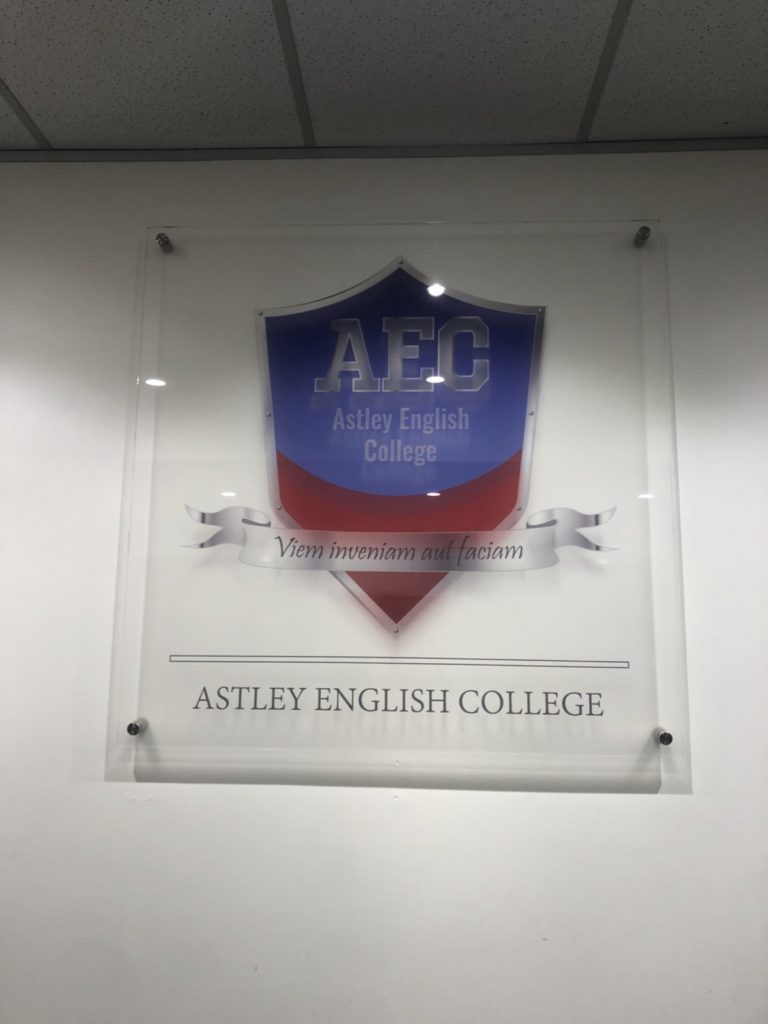 AEC
Astley English
College
Viem inveniam aut faciam
ASTLEY ENGLISH COLLEGE